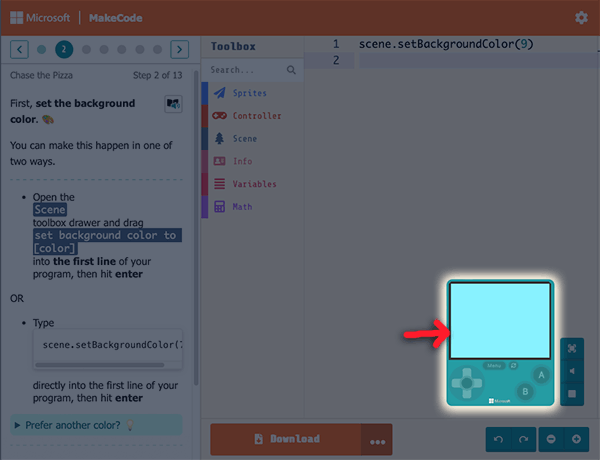 Microsoft | MakeCode
2
Chase the Pizza Step 2 of 13
First, set the background
color.
You can make this happen in one of
two ways.
Open the
Scene
toolbox drawer and drag
set background color to
[color]
into the first line of your
program, then hit enter
OR
Type
scene.setBackgroundColor(7
directly into the first line of your
program, then hit enter
Prefer another color?
Toolbox
Search...
Sprites
Controller
Scene
Info
Variables
Math
1 scene.setBackgroundColor(9)
2
Menu
A
B
Microsoft
Download